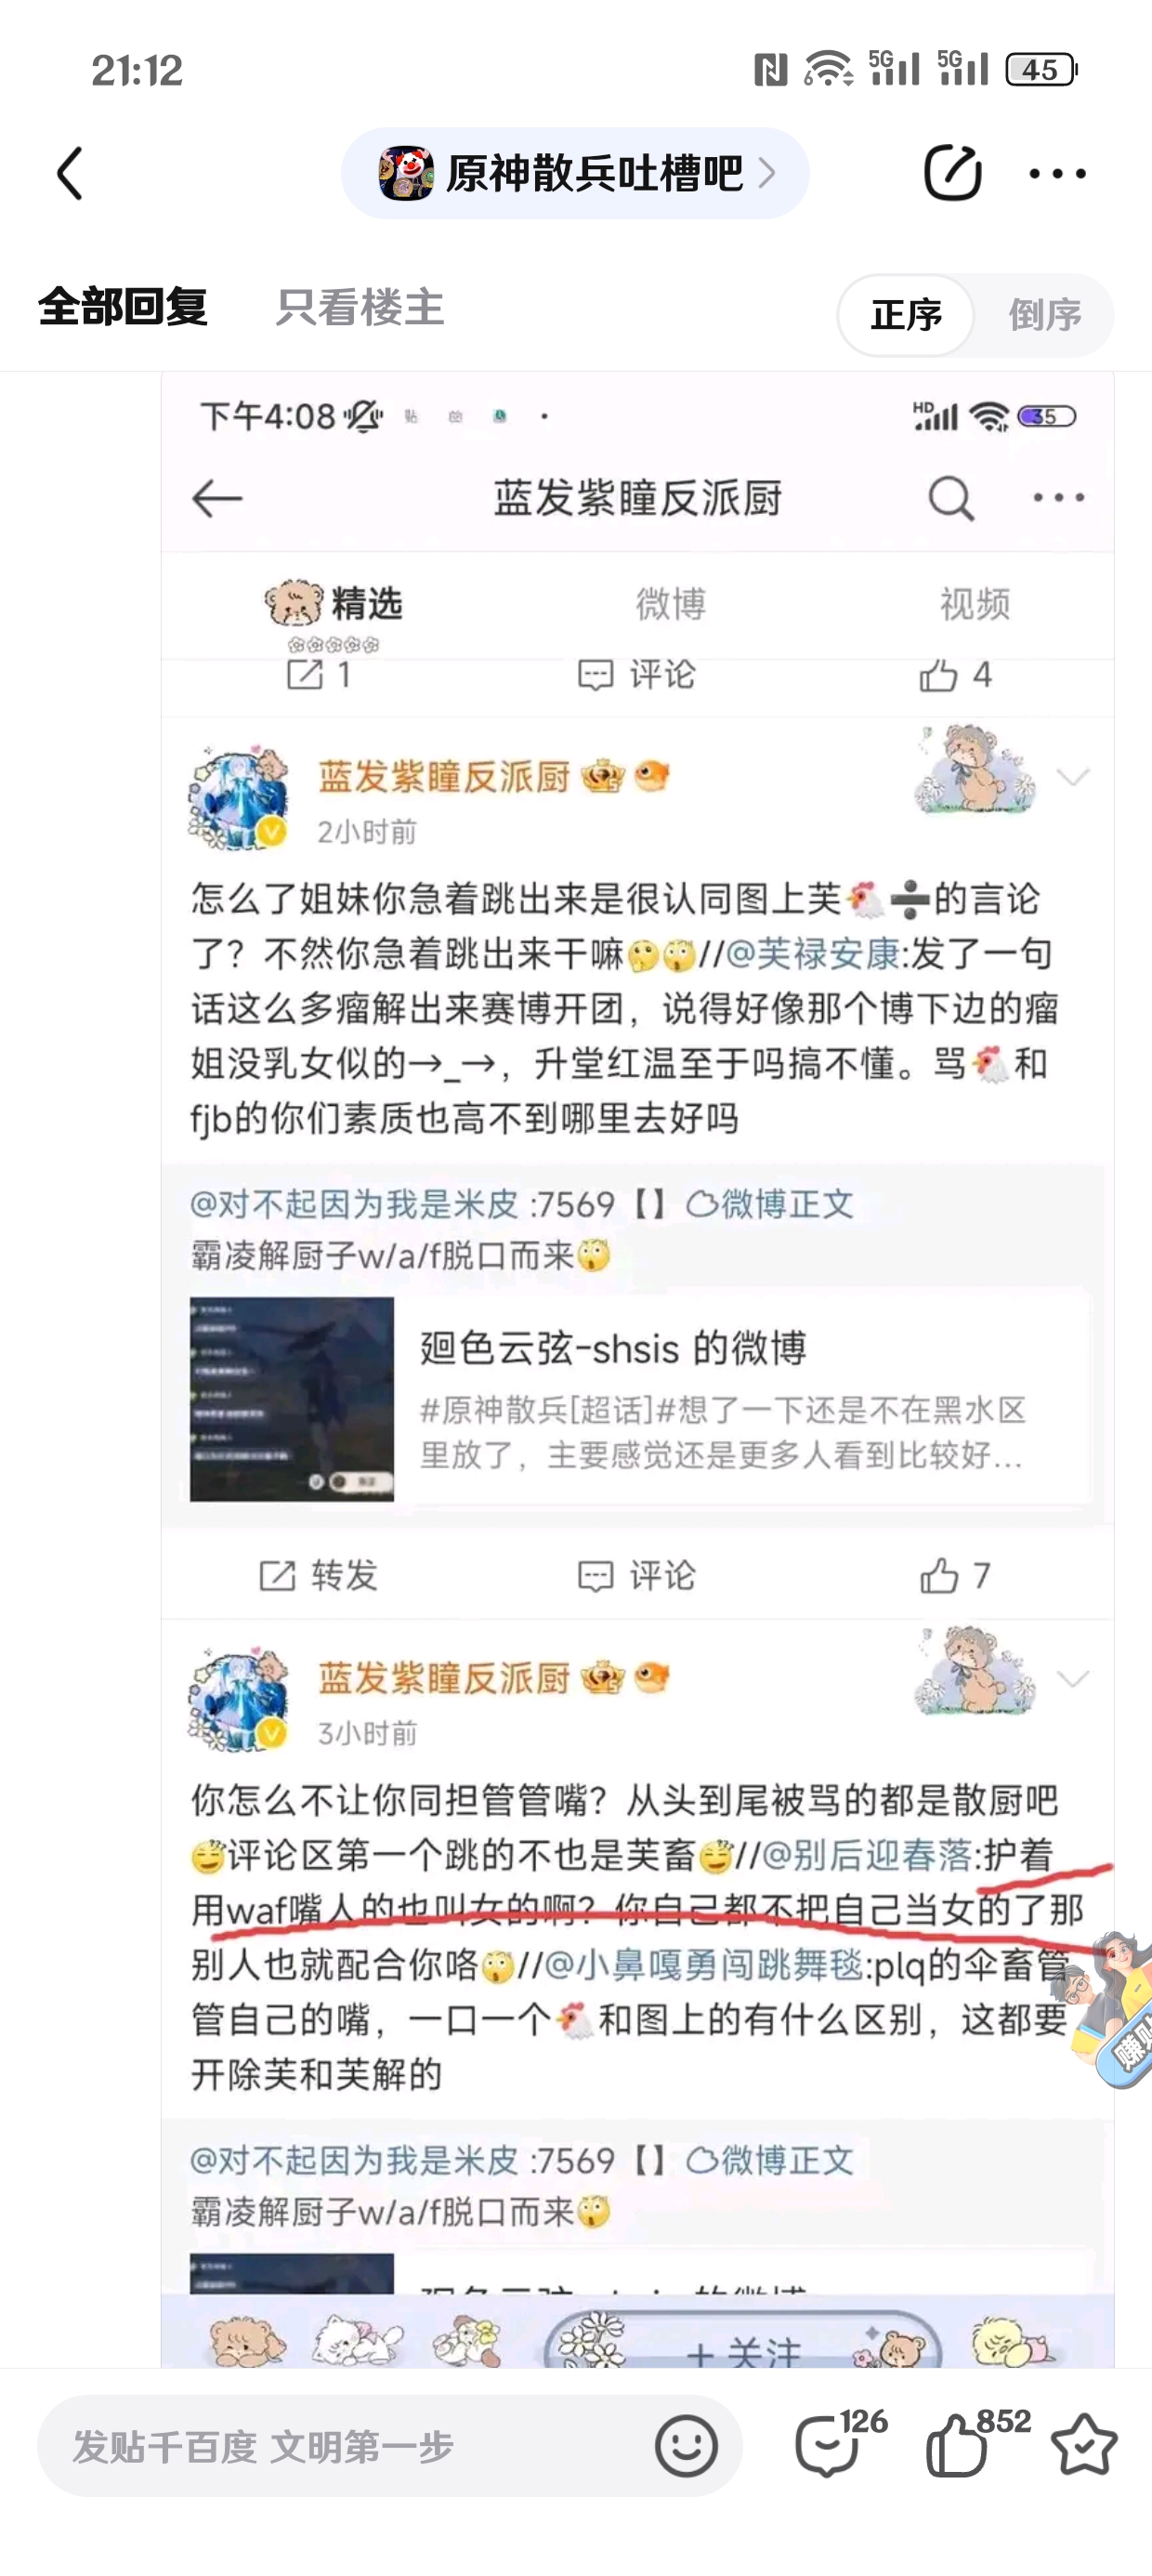 21:12
5G
5G
6
45
原神散兵吐槽吧
全部回复
只看楼主
正序
倒序
下午4:08
贴
HD
35
蓝发紫瞳反派厨
精选
微博
视频
1
评论
4
蓝发紫瞳反派厨
2小时前
怎么了姐妹你急着跳出来是很认同图上芙🐔➗的言论
了？不然你急着跳出来干嘛🤔😯//@芙禄安康:发了一句
话这么多瘤解出来赛博开团，说得好像那个博下边的瘤
姐没乳女似的→_→，升堂红温至于吗搞不懂。骂🐔和
fjb的你们素质也高不到哪里去好吗
@对不起因为我是米皮 :7569【】微博正文
霸凌解厨子w/a/f脱口而来😯
廻色云弦-shsis 的微博
#原神散兵[超话]#想了一下还是不在黑水区
里放了，主要感觉还是更多人看到比较好...
转发
评论
7
蓝发紫瞳反派厨
3小时前
你怎么不让你同担管管嘴？从头到尾被骂的都是散厨吧
😅评论区第一个跳的不也是芙畜😅//@别后迎春落:护着
用waf嘴人的也叫女的啊？你自己都不把自己当女的了那
别人也就配合你咯😯//@小鼻嘎勇闯跳舞毯:plq的伞畜管
管自己的嘴，一口一个🐔和图上的有什么区别，这都要
开除芙和芙解的
@对不起因为我是米皮 :7569【】微博正文
霸凌解厨子w/a/f脱口而来😯
+ 关注
赚
发贴千百度 文明第一步
126
852